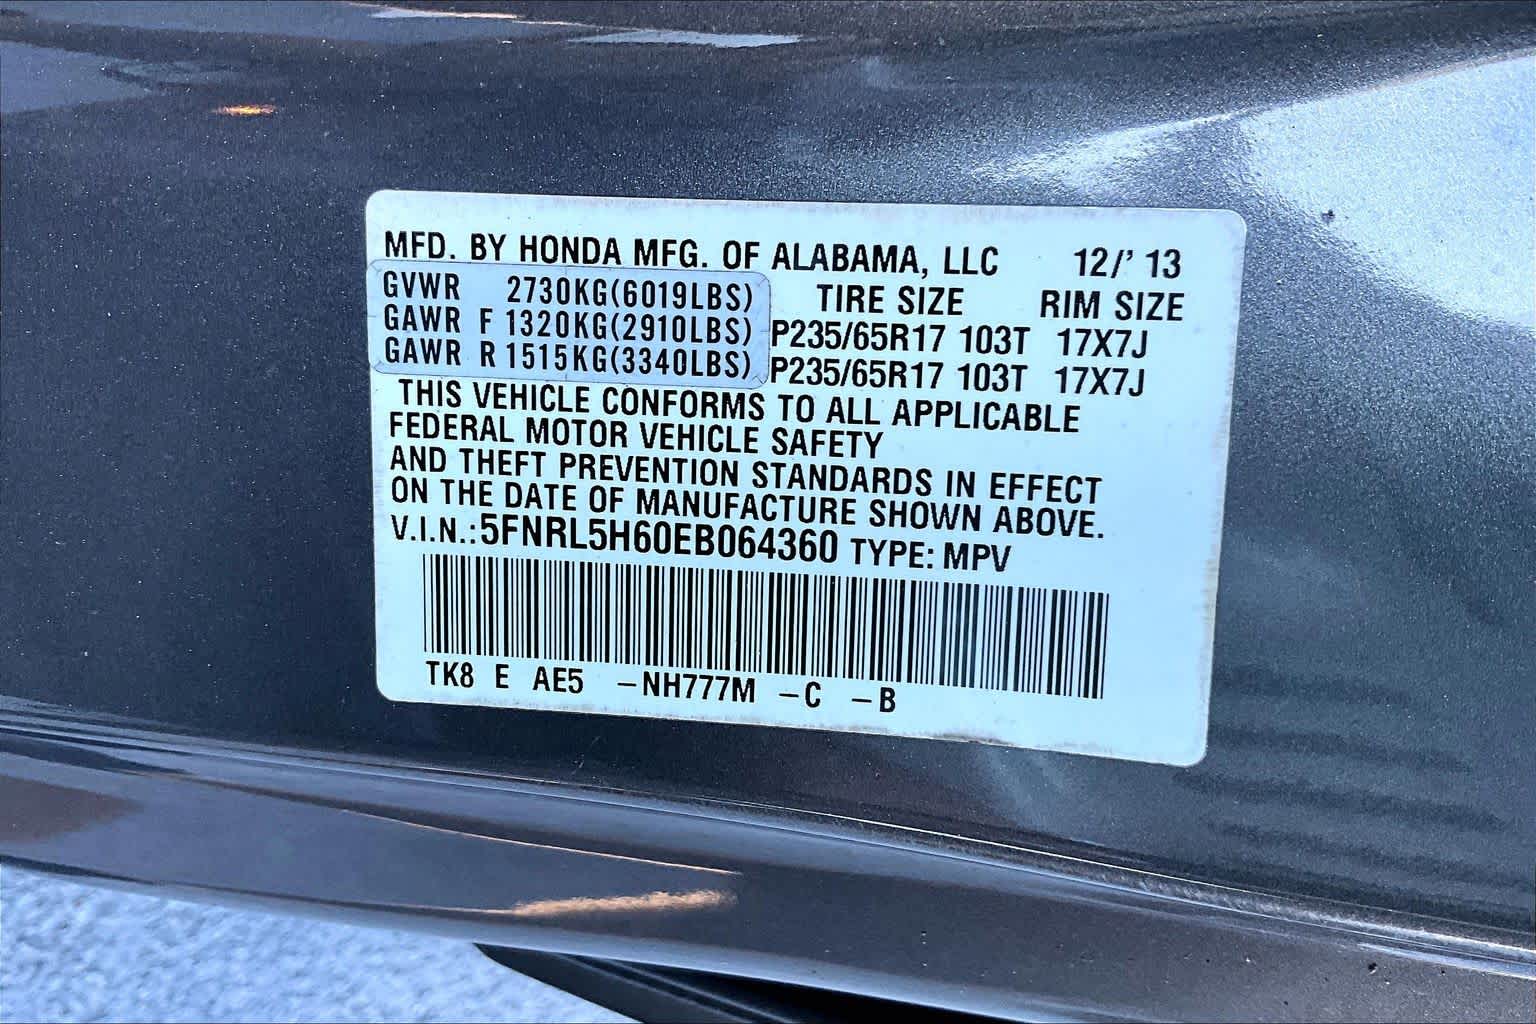 MFD. BY HONDA MFG. OF ALABAMA, LLC 12/' 13
GVWR 2730KG(6019LBS) TIRE SIZE RIM SIZE
GAWR F 1320KG(2910LBS) P235/65R17 103T 17X7J
GAWR R 1515KG(3340LBS) P235/65R17 103T 17X7J
THIS VEHICLE CONFORMS TO ALL APPLICABLE
FEDERAL MOTOR VEHICLE SAFETY
AND THEFT PREVENTION STANDARDS IN EFFECT
ON THE DATE OF MANUFACTURE SHOWN ABOVE.
V.I.N.:5FNRL5H60EB064360 TYPE: MPV
TK8 E AE5 –NH777M –C –B